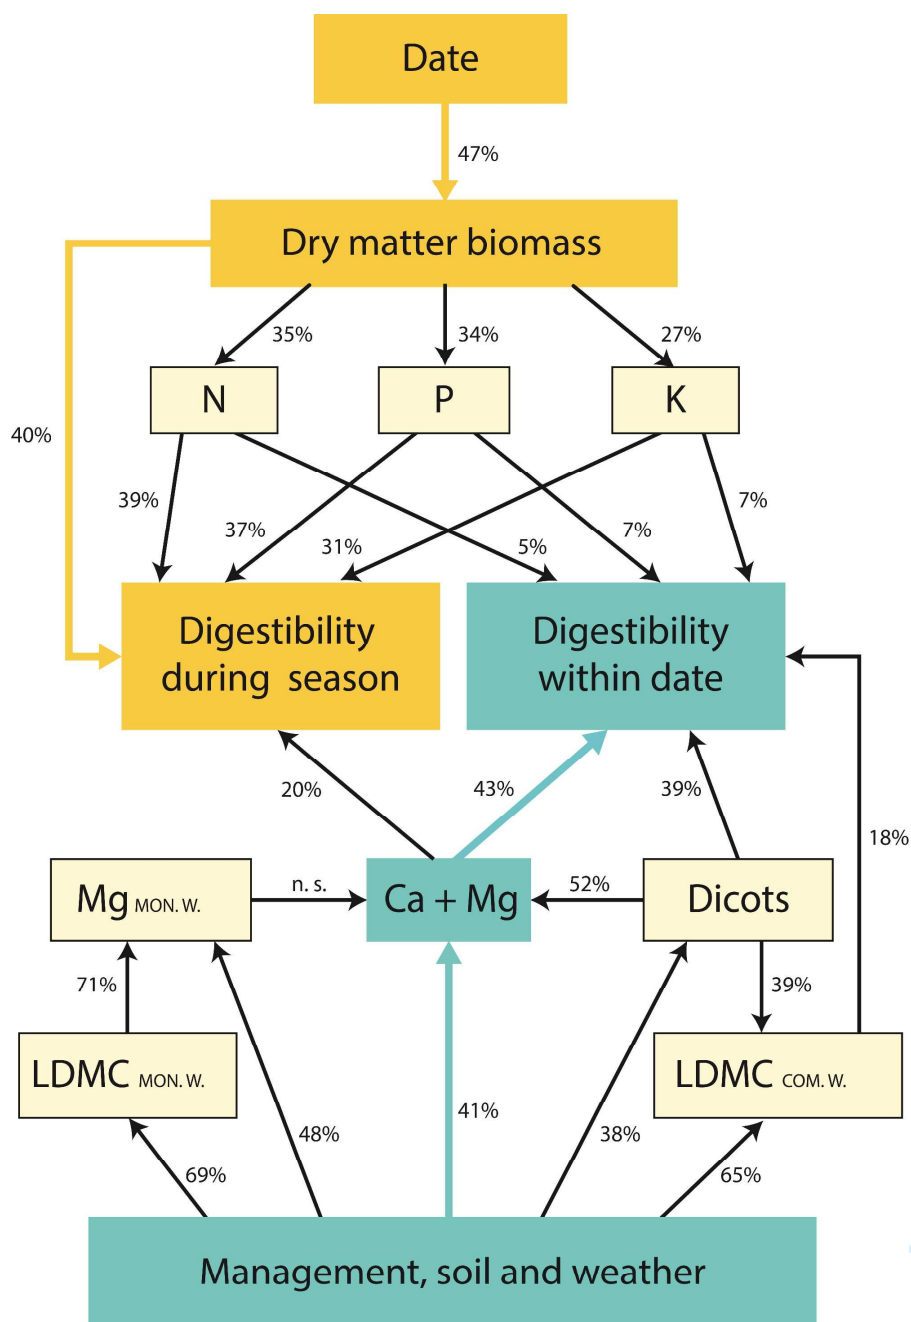 Date
47%
Dry matter biomass
35%
34%
27%
N
P
K
40%
39%
37%
31%
5%
7%
7%
Digestibility
during season
Digestibility
within date
20%
43%
39%
18%
Mg MON. W.
n. s.
Ca + Mg
52%
Dicots
71%
39%
LDMC MON. W.
LDMC COM. W.
69%
48%
41%
38%
65%
Management, soil and weather